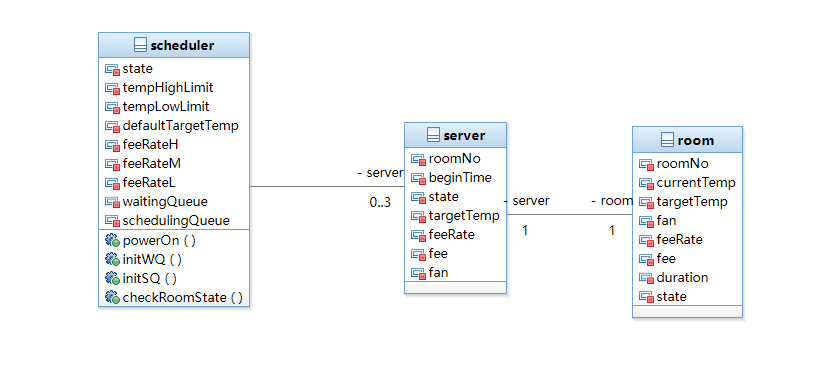 scheduler
state
tempHighLimit
tempLowLimit
defaultTargetTemp
feeRateH
feeRateM
feeRateL
waitingQueue
schedulingQueue
powerOn ( )
initWQ ( )
initSQ ( )
checkRoomState ( )
- server
0..3
server
roomNo
beginTime
state
targetTemp
feeRate
fee
fan
- server
1
- room
1
room
roomNo
currentTemp
targetTemp
fan
feeRate
fee
duration
state